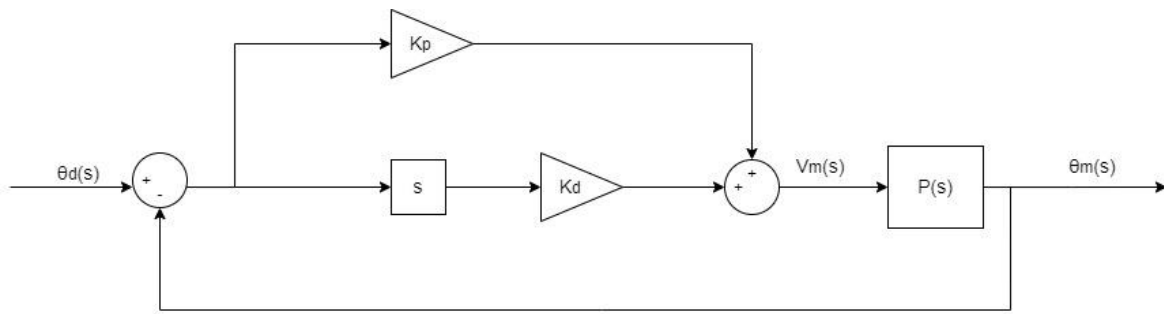 Kp
θd(s)
+
-
s
Kd
+
+
Vm(s)
P(s)
θm(s)